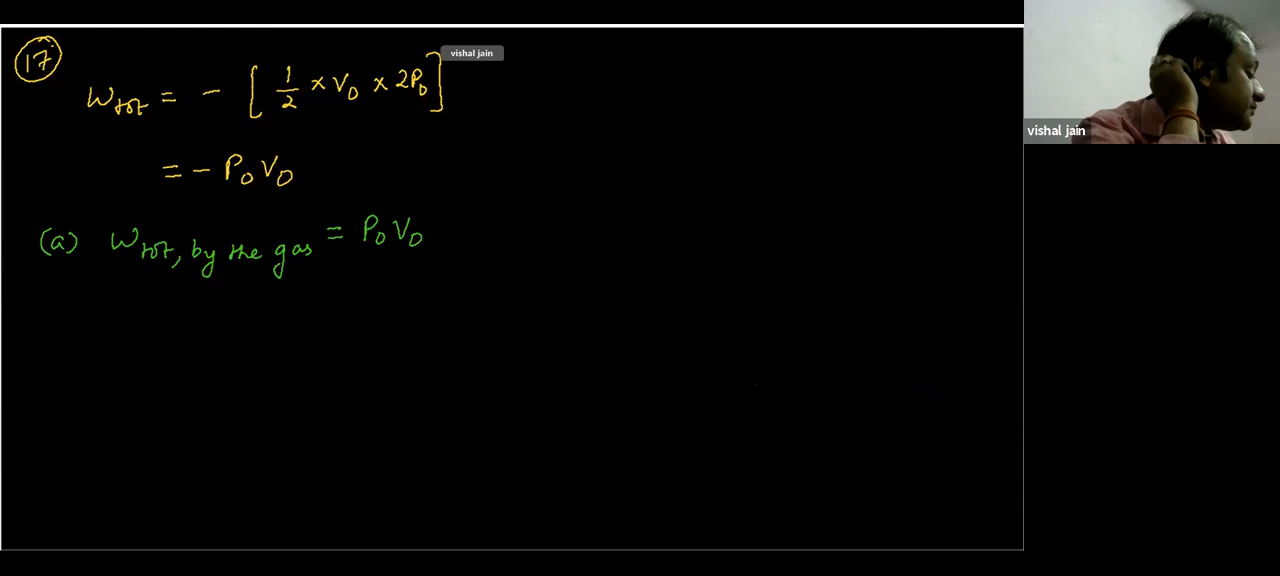 17
W_tot = - [ 1/2 × V_0 × 2P_0 ]
= - P_0 V_0
(a) W_tot, by the gas = P_0 V_0
vishal jain
vishal jain